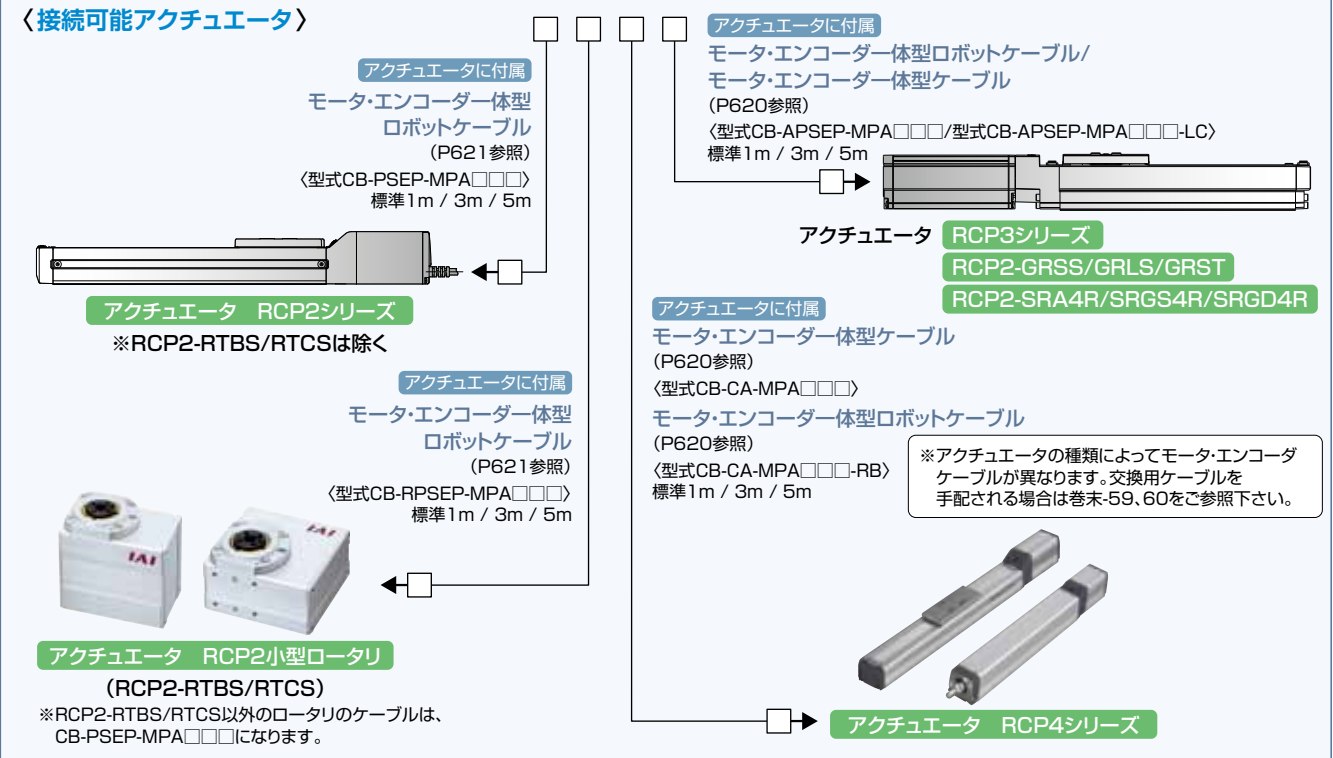 〈接続可能アクチュエータ〉
アクチュエータに付属
モータ・エンコーダ一体型
ロボットケーブル
(P621参照)
〈型式CB-PSEP-MPA□□□〉
標準1m / 3m / 5m
アクチュエータ RCP2シリーズ
※RCP2-RTBS/RTCSは除く
アクチュエータに付属
モータ・エンコーダ一体型
ロボットケーブル
(P621参照)
〈型式CB-RPSEP-MPA□□□〉
標準1m / 3m / 5m
IAI
IAI
アクチュエータ RCP2小型ロータリ
(RCP2-RTBS/RTCS)
※RCP2-RTBS/RTCS以外のロータリのケーブルは、
CB-PSEP-MPA□□□になります。
アクチュエータに付属
モータ・エンコーダ一体型ロボットケーブル/
モータ・エンコーダ一体型ケーブル
(P620参照)
〈型式CB-APSEP-MPA□□□/型式CB-APSEP-MPA□□□-LC〉
標準1m / 3m / 5m
アクチュエータ RCP3シリーズ
RCP2-GRSS/GRLS/GRST
RCP2-SRA4R/SRGS4R/SRGD4R
アクチュエータに付属
モータ・エンコーダ一体型ケーブル
(P620参照)
〈型式CB-CA-MPA□□□〉
モータ・エンコーダ一体型ロボットケーブル
(P620参照)
〈型式CB-CA-MPA□□□-RB〉
標準1m / 3m / 5m
※アクチュエータの種類によってモータ・エンコーダ
ケーブルが異なります。交換用ケーブルを
手配される場合は巻末-59、60をご参照下さい。
アクチュエータ RCP4シリーズ